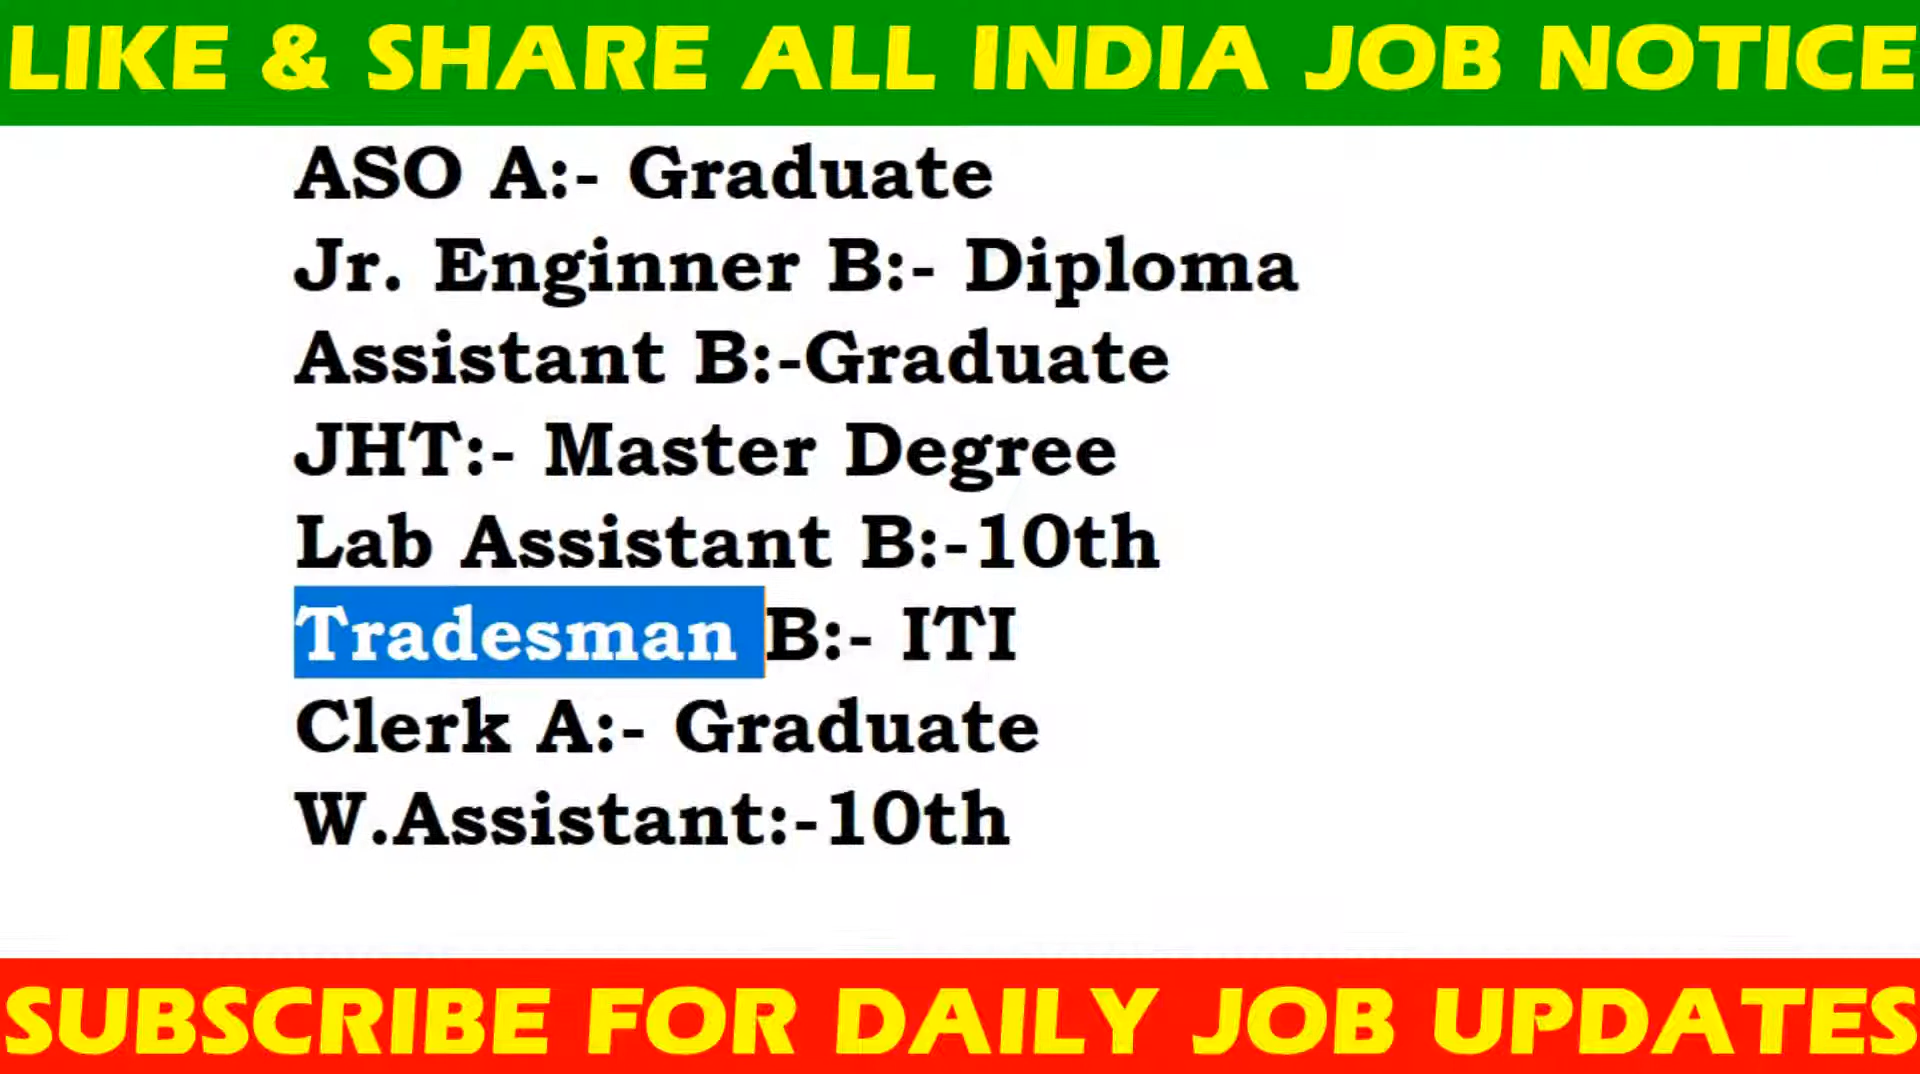 LIKE & SHARE ALL INDIA JOB NOTICE
ASO A:- Graduate
Jr. Enginner B:- Diploma
Assistant B:-Graduate
JHT:- Master Degree
Lab Assistant B:-10th
Tradesman B:- ITI
Clerk A:- Graduate
W.Assistant:-10th
SUBSCRIBE FOR DAILY JOB UPDATES